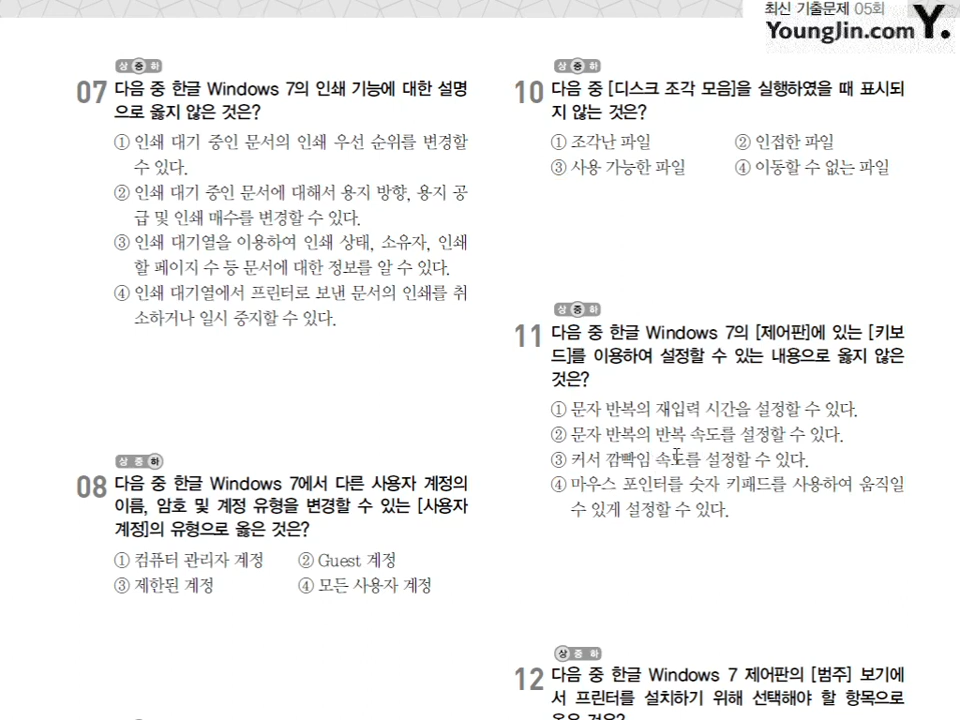 최신 기출문제 05회
YoungJin.com Y.
상 중 하
07 다음 중 한글 Windows 7의 인쇄 기능에 대한 설명
으로 옳지 않은 것은?
① 인쇄 대기 중인 문서의 인쇄 우선 순위를 변경할
수 있다.
② 인쇄 대기 중인 문서에 대해서 용지 방향, 용지 공
급 및 인쇄 매수를 변경할 수 있다.
③ 인쇄 대기열을 이용하여 인쇄 상태, 소유자, 인쇄
할 페이지 수 등 문서에 대한 정보를 알 수 있다.
④ 인쇄 대기열에서 프린터로 보낸 문서의 인쇄를 취
소하거나 일시 중지할 수 있다.
상 중 하
08 다음 중 한글 Windows 7에서 다른 사용자 계정의
이름, 암호 및 계정 유형을 변경할 수 있는 [사용자
계정]의 유형으로 옳은 것은?
① 컴퓨터 관리자 계정 ② Guest 계정
③ 제한된 계정 ④ 모든 사용자 계정
상 중 하
10 다음 중 [디스크 조각 모음]을 실행하였을 때 표시되
지 않는 것은?
① 조각난 파일 ② 인접한 파일
③ 사용 가능한 파일 ④ 이동할 수 없는 파일
상 중 하
11 다음 중 한글 Windows 7의 [제어판]에 있는 [키보
드]를 이용하여 설정할 수 있는 내용으로 옳지 않은
것은?
① 문자 반복의 재입력 시간을 설정할 수 있다.
② 문자 반복의 반복 속도를 설정할 수 있다.
③ 커서 깜빡임 속도를 설정할 수 있다.
④ 마우스 포인터를 숫자 키패드를 사용하여 움직일
수 있게 설정할 수 있다.
상 중 하
12 다음 중 한글 Windows 7 제어판의 [범주] 보기에
서 프린터를 설치하기 위해 선택해야 할 항목으로
옳은 것은?